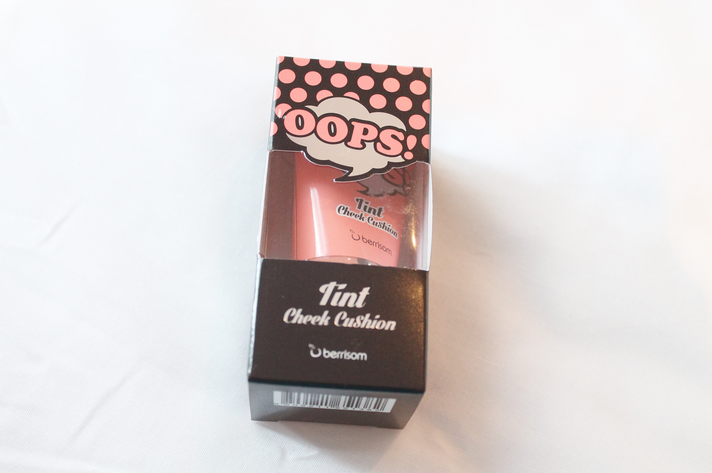 OOPS!
Tint
Cheek Cushion
berrisom
Tint
Cheek Cushion
berrisom